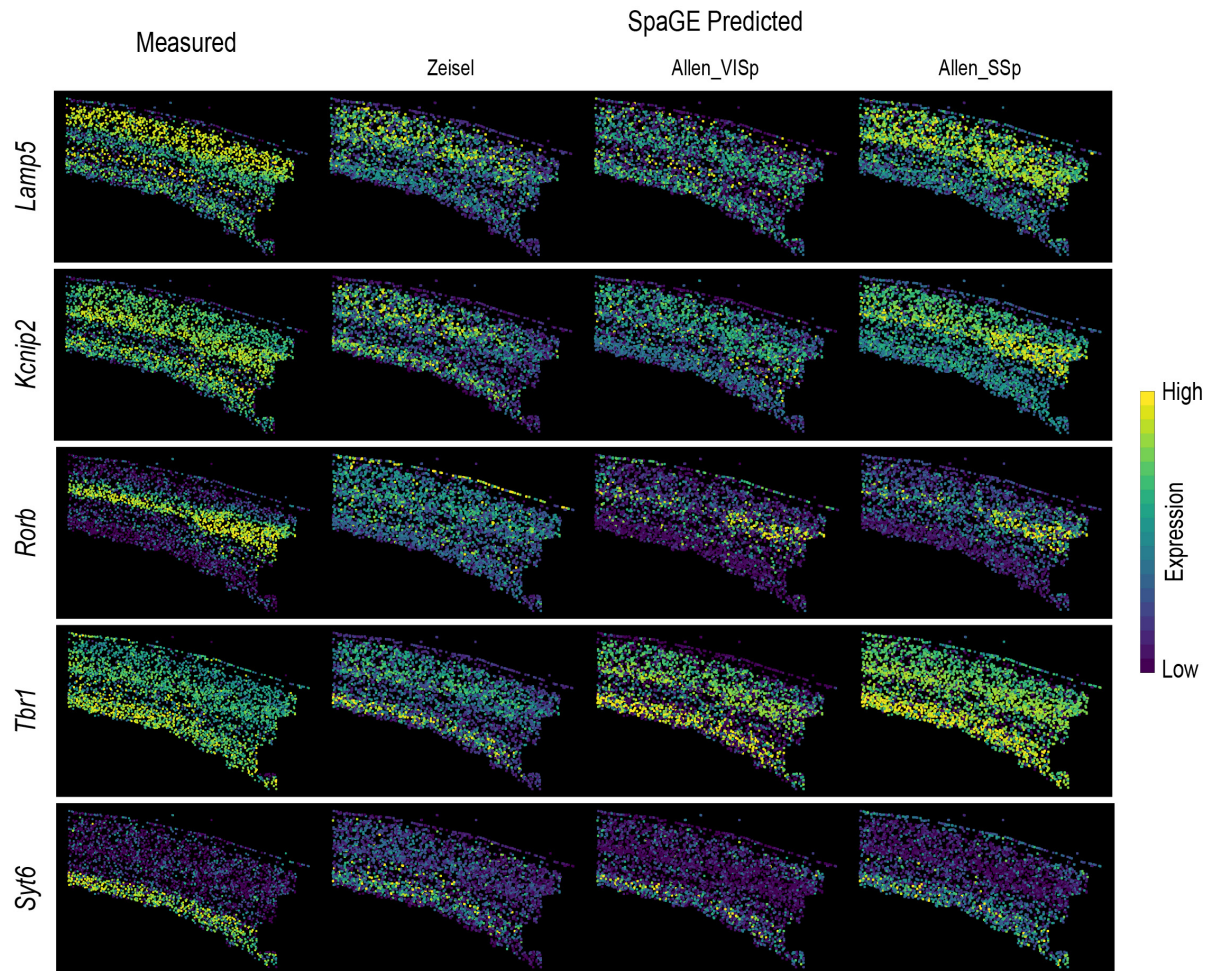 SpaGE Predicted
Measured
Zeisel
Allen_VISp
Allen_SSp
Lamp5
Kcnip2
Rorb
Tbr1
Syt6
High
Expression
Low